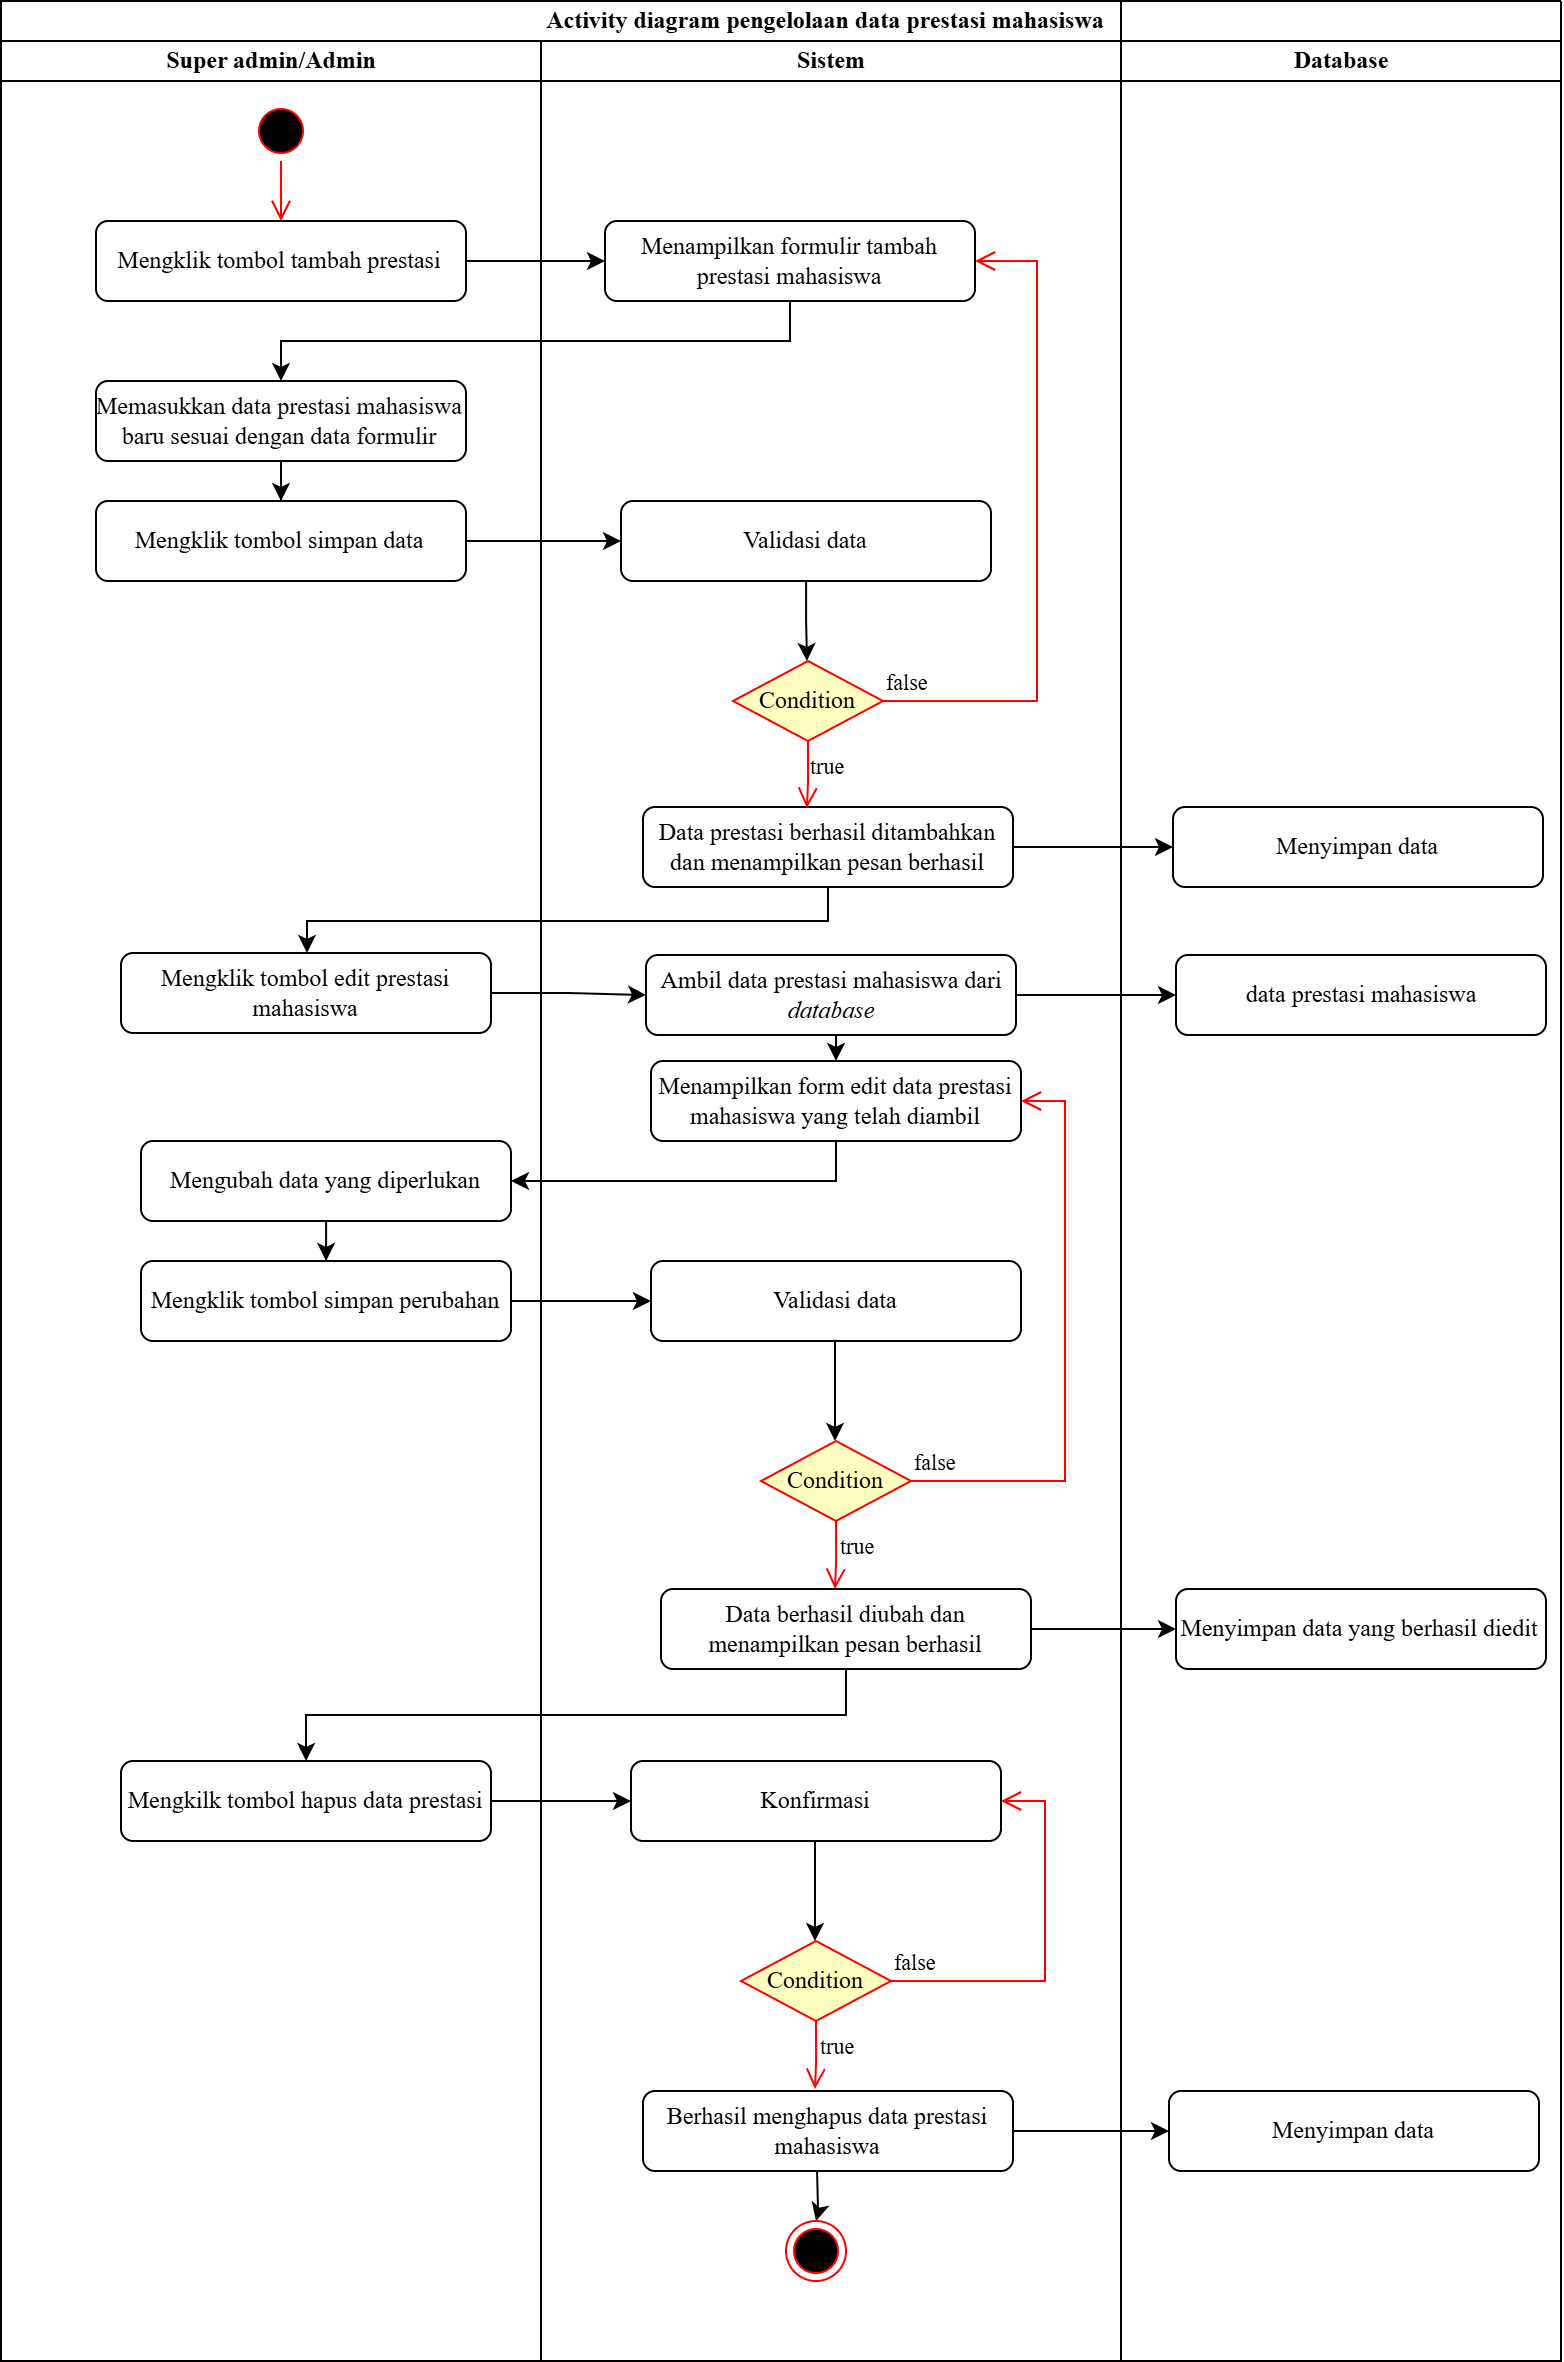 Activity diagram pengelolaan data prestasi mahasiswa
Super admin/Admin
Sistem
Database
Mengklik tombol tambah prestasi
Menampilkan formulir tambah
prestasi mahasiswa
Memasukkan data prestasi mahasiswa
baru sesuai dengan data formulir
Mengklik tombol simpan data
Validasi data
Condition
false
true
Data prestasi berhasil ditambahkan
dan menampilkan pesan berhasil
Menyimpan data
Mengklik tombol edit prestasi
mahasiswa
Ambil data prestasi mahasiswa dari
database
data prestasi mahasiswa
Menampilkan form edit data prestasi
mahasiswa yang telah diambil
Mengubah data yang diperlukan
Mengklik tombol simpan perubahan
Validasi data
Condition
false
true
Data berhasil diubah dan
menampilkan pesan berhasil
Menyimpan data yang berhasil diedit
Mengkilk tombol hapus data prestasi
Konfirmasi
Condition
false
true
Berhasil menghapus data prestasi
mahasiswa
Menyimpan data